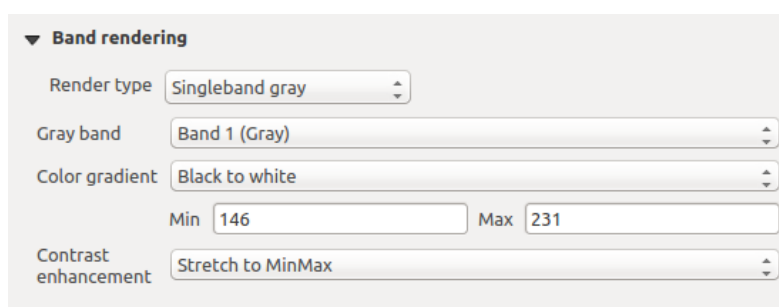 Band rendering
Render type Singleband gray
Gray band Band 1 (Gray)
Color gradient Black to white
Min 146 Max 231
Contrast
enhancement Stretch to MinMax